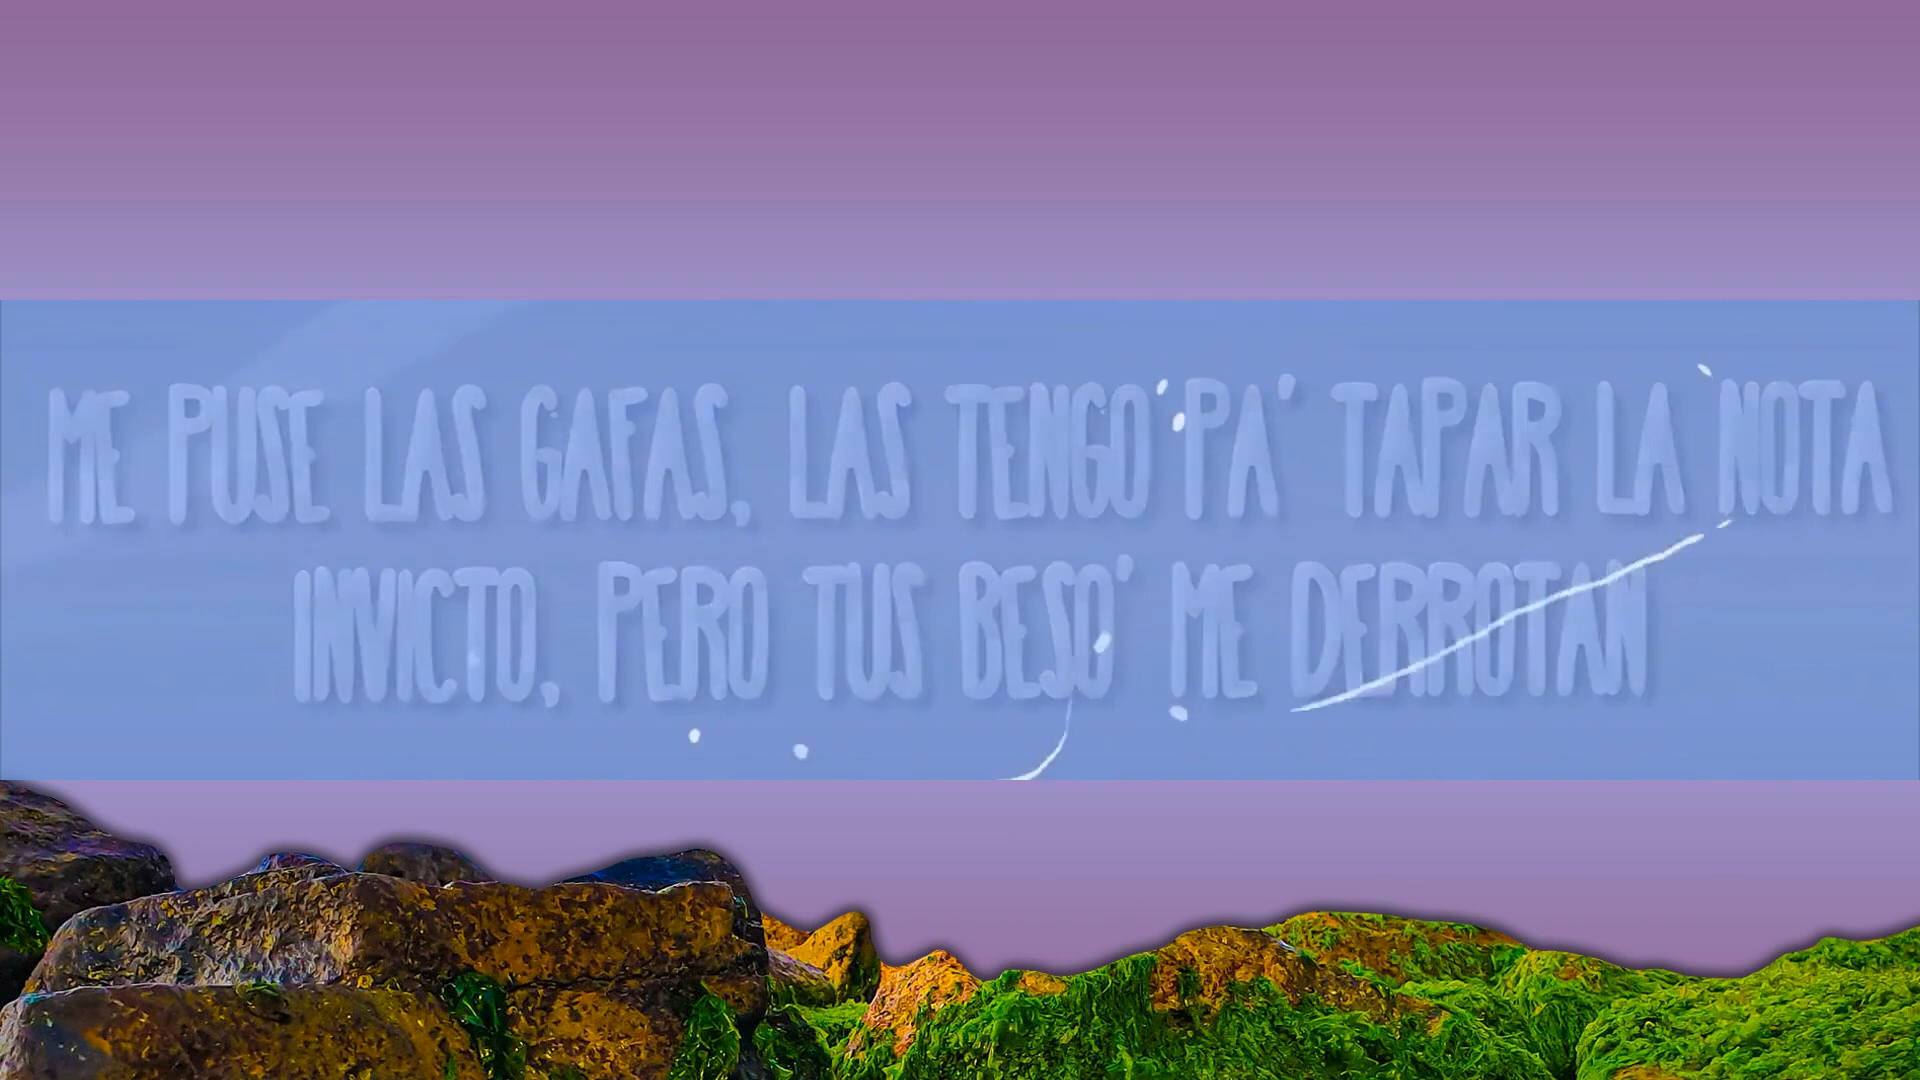 ME PUSE LAS GAFAS, LAS TENGO PA' TAPAR LA NOTA
INVICTO, PERO TUS BESO' ME DERROTAN